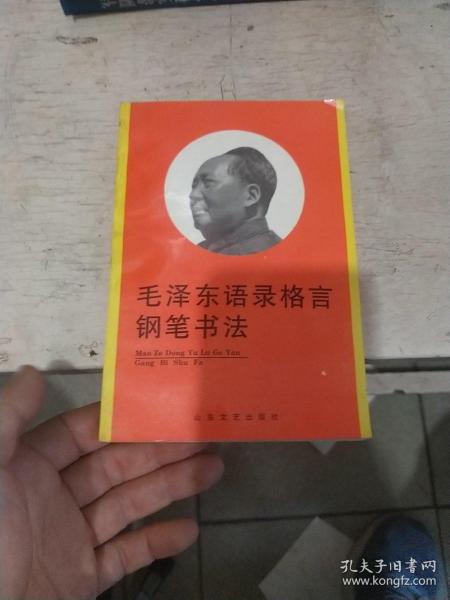 毛泽东语录格言
钢笔书法
Mao Ze Dong Yu Lu Ge Yan
Gang Bi Shu Fa
山东文艺出版社
孔夫子旧书网
www.kongfz.com